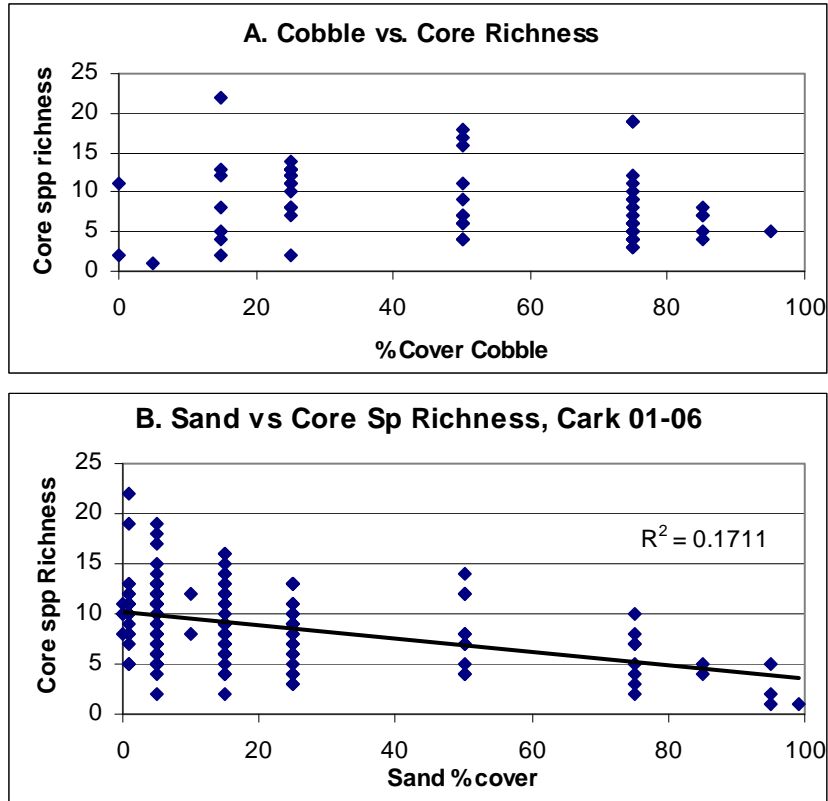 A. Cobble vs. Core Richness
Core spp richness
25
20
15
10
5
0
0 20 40 60 80 100
% Cover Cobble
B. Sand vs Core Sp Richness, Cark 01-06
Core spp Richness
25
20
15
10
5
0
R² = 0.1711
0 20 40 60 80 100
Sand % cover